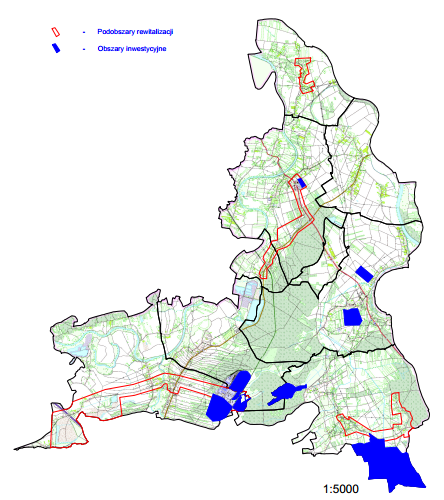 - Podobszary rewitalizacji
- Obszary inwestycyjne
1:5000